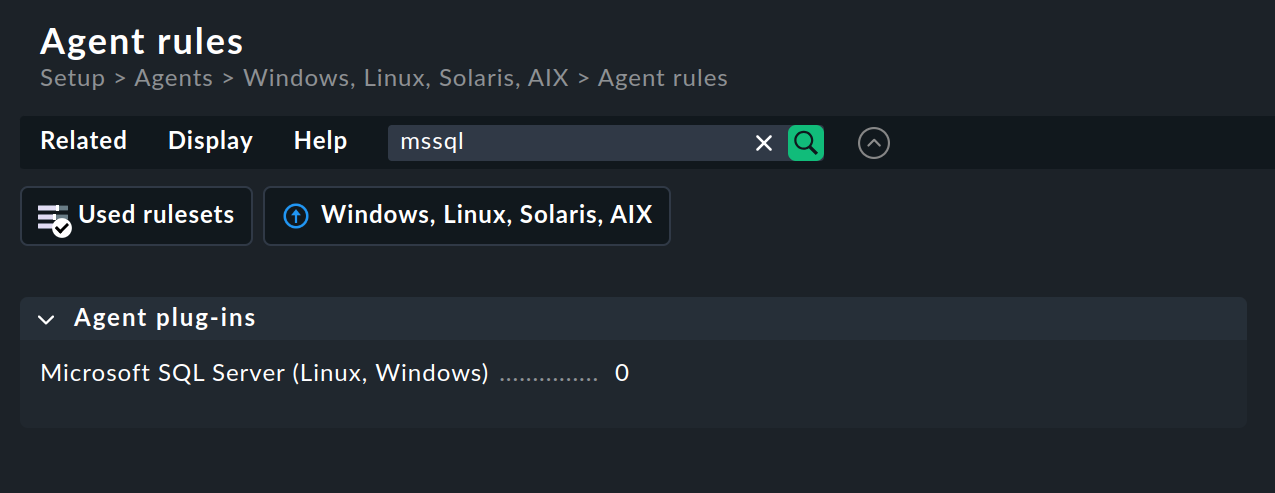 Agent rules
Setup > Agents > Windows, Linux, Solaris, AIX > Agent rules
Related Display Help mssql
Used rulesets Windows, Linux, Solaris, AIX
Agent plug-ins
Microsoft SQL Server (Linux, Windows) ............... 0